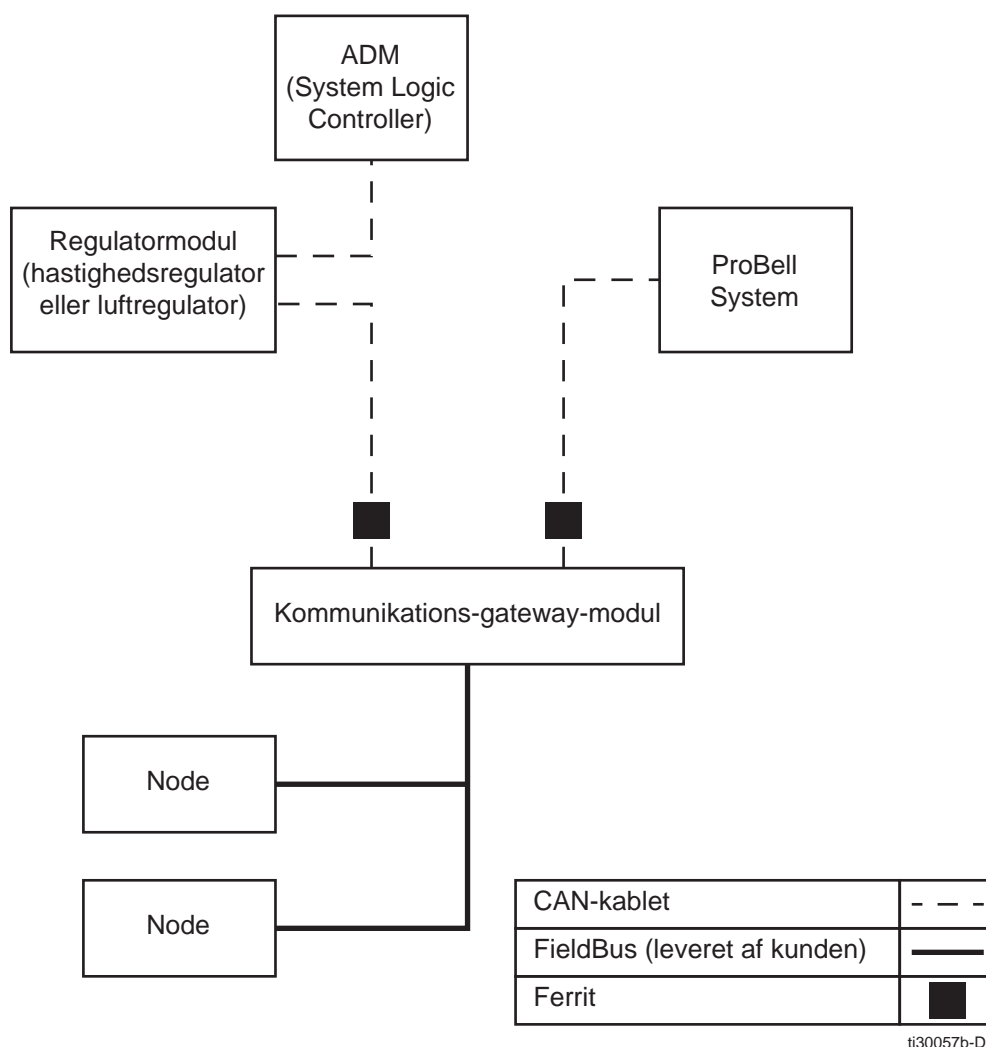 ADM
(System Logic
Controller)
Regulatormodul
(hastighedsregulator
eller luftregulator)
ProBell
System
Kommunikations-gateway-modul
Node
Node
CAN-kablet
FieldBus (leveret af kunden)
Ferrit
ti30057b-D